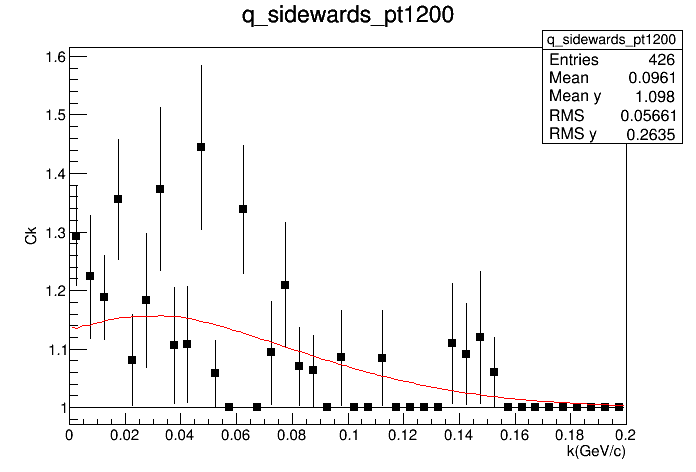 q_sidewards_pt1200
q_sidewards_pt1200
Entries 426
Mean 0.0961
Mean y 1.098
RMS 0.05661
RMS y 0.2635
Ck
1.6
1.5
1.4
1.3
1.2
1.1
1
0 0.02 0.04 0.06 0.08 0.1 0.12 0.14 0.16 0.18 0.2
k(GeV/c)